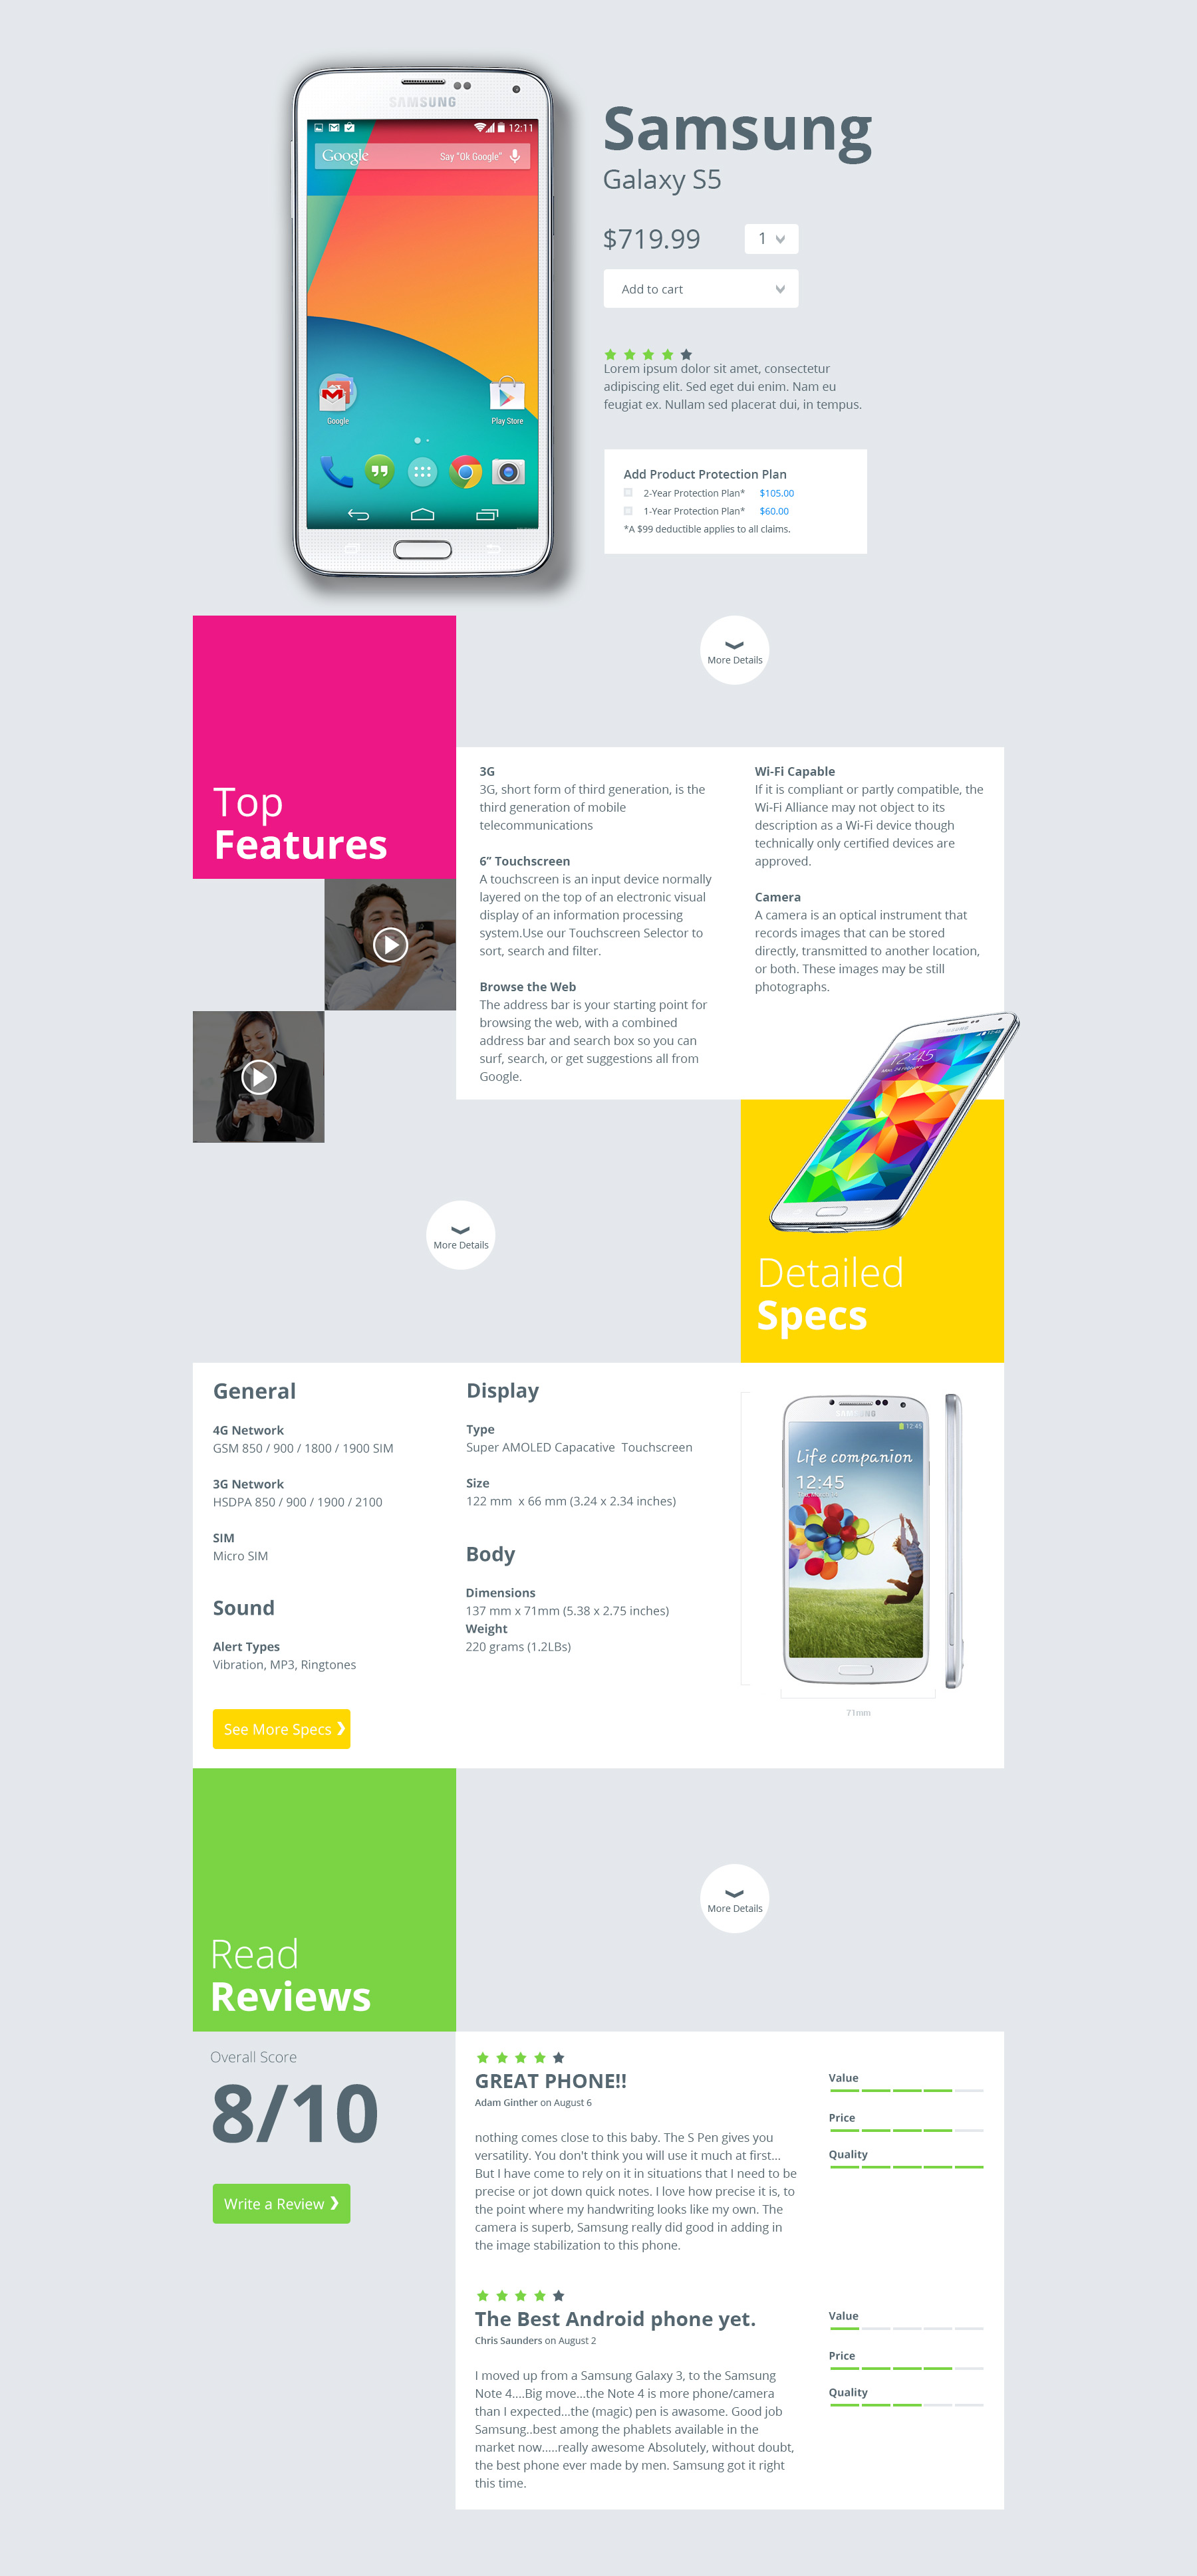 SAMSUNG
12:11
Google
Say "Ok Google"
Google
Play Store
Samsung
Galaxy S5
$719.99
1
Add to cart
Lorem ipsum dolor sit amet, consectetur
adipiscing elit. Sed eget dui enim. Nam eu
feugiat ex. Nullam sed placerat dui, in tempus.
Add Product Protection Plan
2-Year Protection Plan* $105.00
1-Year Protection Plan* $60.00
*A $99 deductible applies to all claims.
More Details
Top
Features
3G
3G, short form of third generation, is the
third generation of mobile
telecommunications
6” Touchscreen
A touchscreen is an input device normally
layered on the top of an electronic visual
display of an information processing
system.Use our Touchscreen Selector to
sort, search and filter.
Browse the Web
The address bar is your starting point for
browsing the web, with a combined
address bar and search box so you can
surf, search, or get suggestions all from
Google.
Wi-Fi Capable
If it is compliant or partly compatible, the
Wi-Fi Alliance may not object to its
description as a Wi-Fi device though
technically only certified devices are
approved.
Camera
A camera is an optical instrument that
records images that can be stored
directly, transmitted to another location,
or both. These images may be still
photographs.
12:45
More Details
Detailed
Specs
General
4G Network
GSM 850 / 900 / 1800 / 1900 SIM
3G Network
HSDPA 850 / 900 / 1900 / 2100
SIM
Micro SIM
Sound
Alert Types
Vibration, MP3, Ringtones
See More Specs
Display
Type
Super AMOLED Capacative  Touchscreen
Size
122 mm  x 66 mm (3.24 x 2.34 inches)
Body
Dimensions
137 mm x 71mm (5.38 x 2.75 inches)
Weight
220 grams (1.2LBs)
SAMSUNG
12:45
Life companion
12:45
71mm
Read
Reviews
More Details
Overall Score
8/10
Write a Review
GREAT PHONE!!
Adam Ginther on August 6
nothing comes close to this baby. The S Pen gives you
versatility. You don't think you will use it much at first...
But I have come to rely on it in situations that I need to be
precise or jot down quick notes. I love how precise it is, to
the point where my handwriting looks like my own. The
camera is superb, Samsung really did good in adding in
the image stabilization to this phone.
Value
Price
Quality
The Best Android phone yet.
Chris Saunders on August 2
I moved up from a Samsung Galaxy 3, to the Samsung
Note 4....Big move...the Note 4 is more phone/camera
than I expected...the (magic) pen is awasome. Good job
Samsung..best among the phablets available in the
market now.....really awesome Absolutely, without doubt,
the best phone ever made by men. Samsung got it right
this time.
Value
Price
Quality